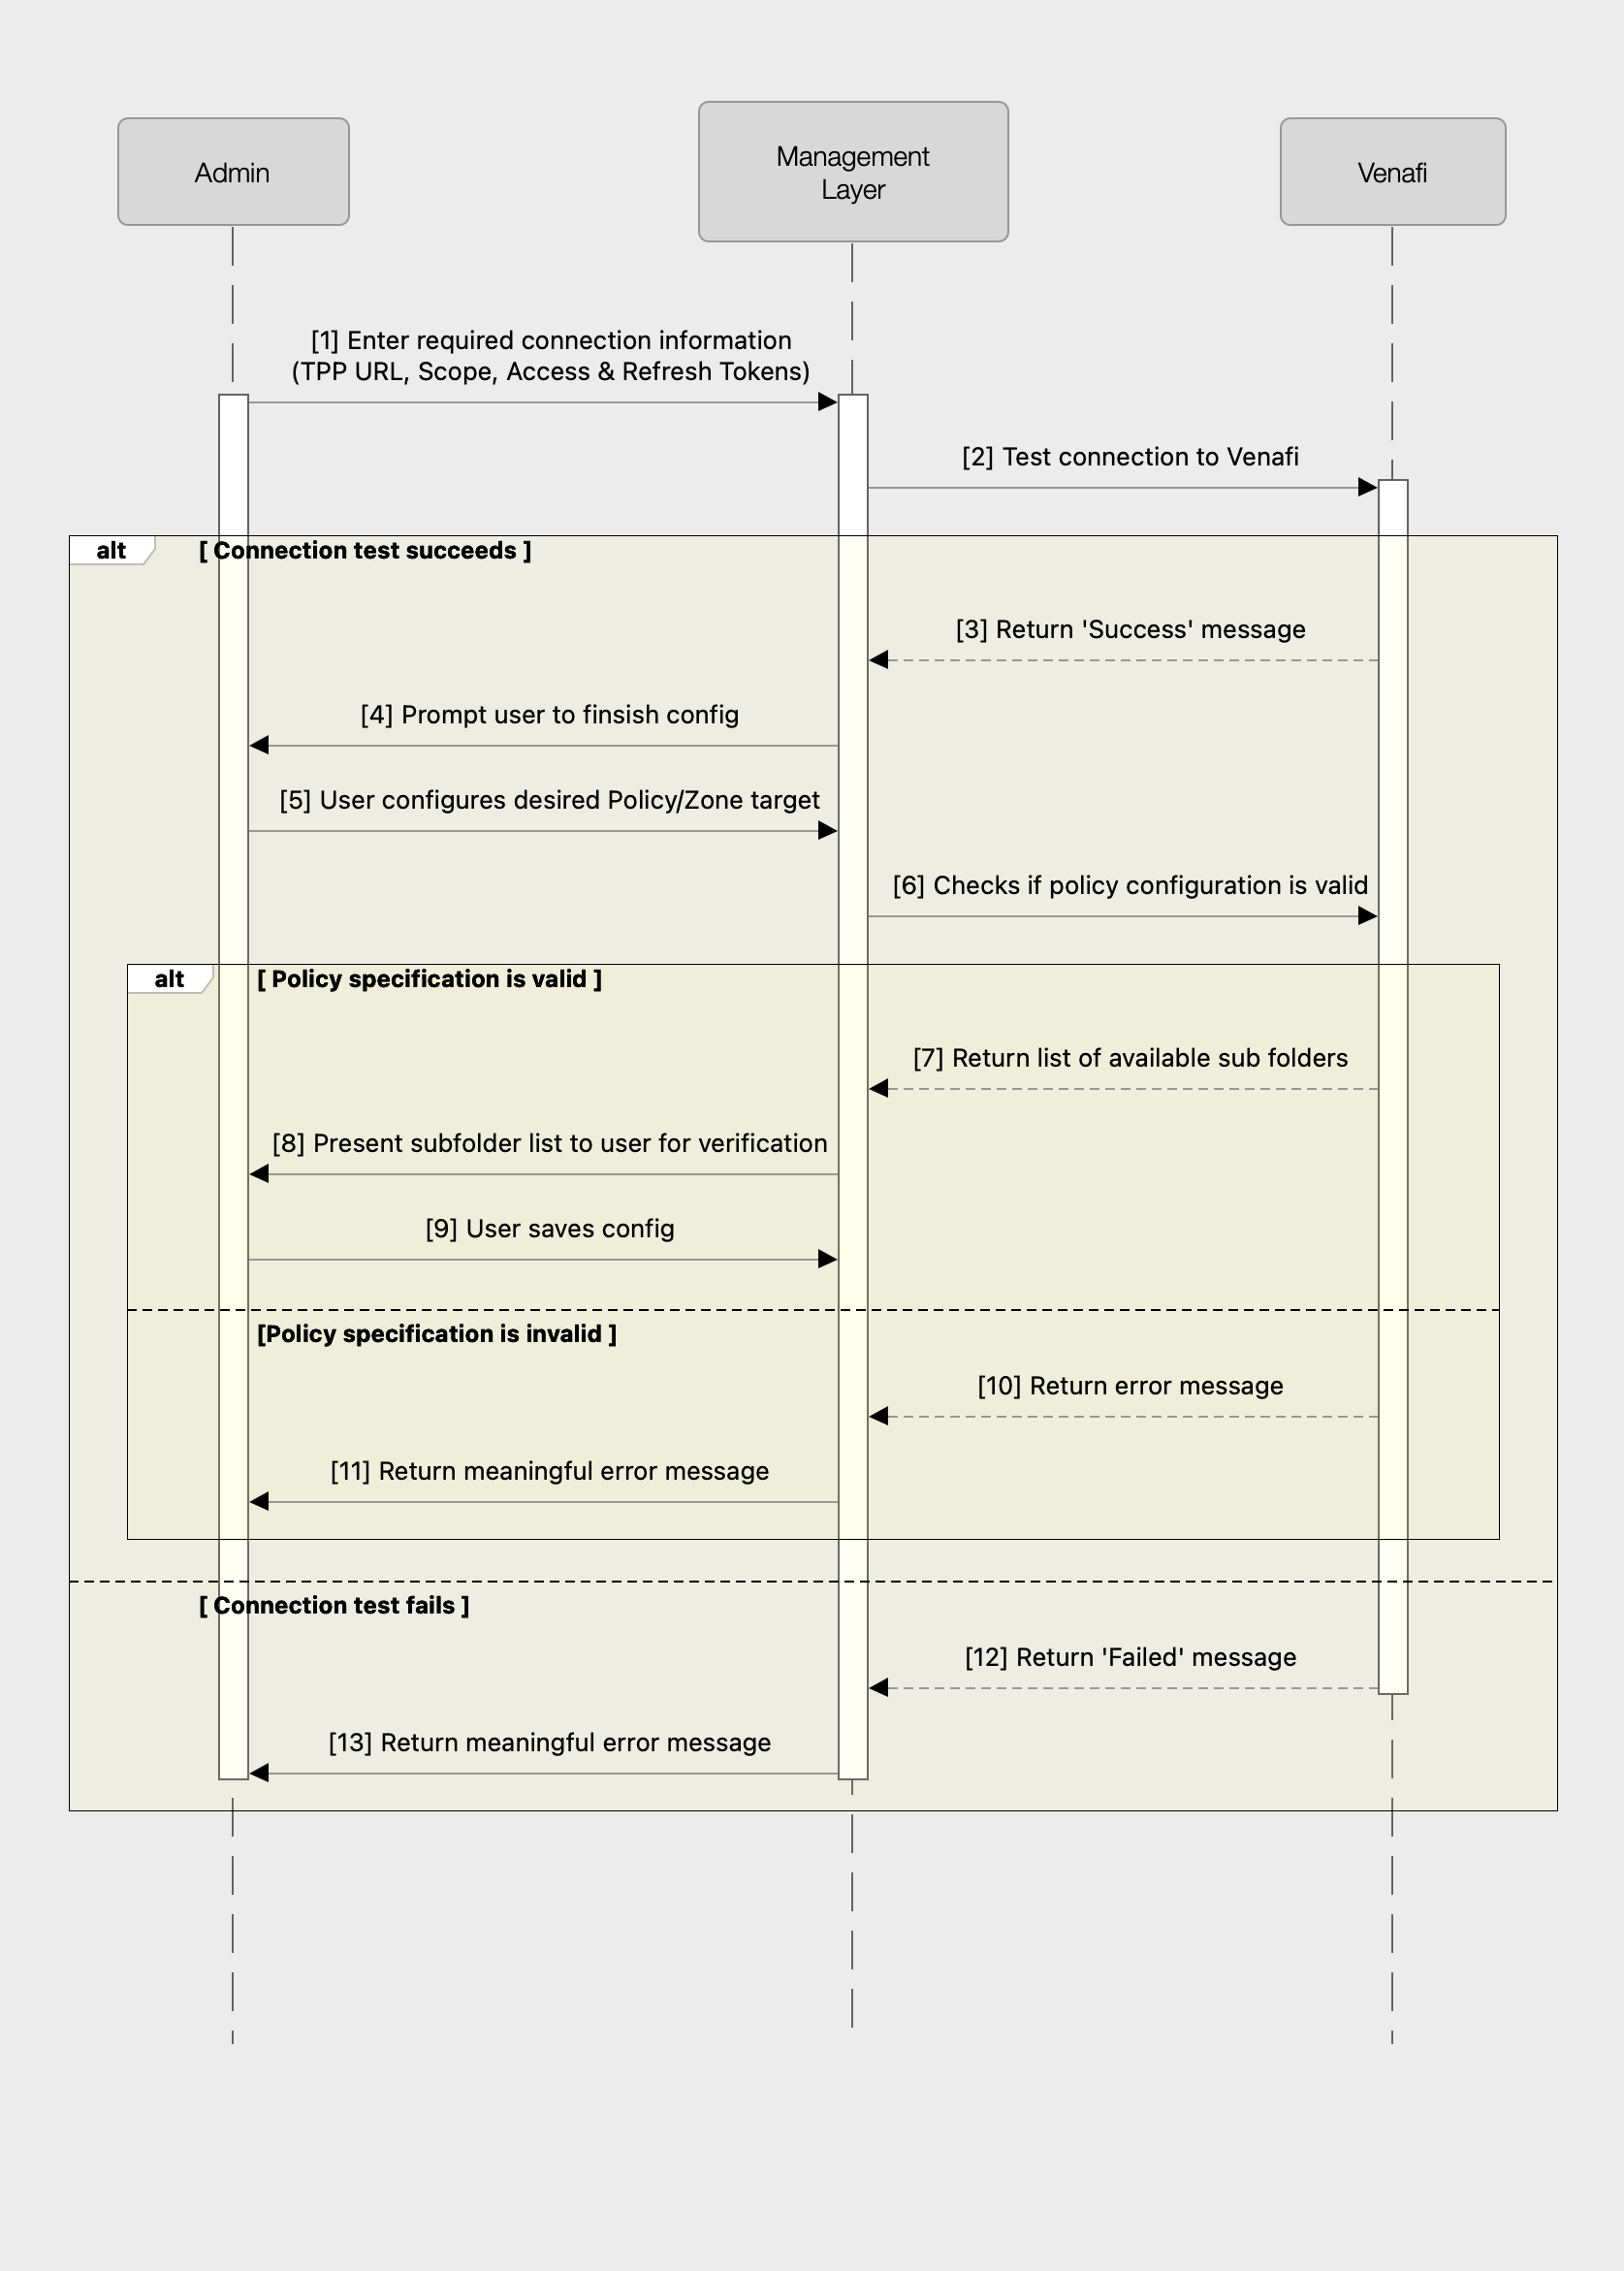 Admin
Management
Layer
Venafi
[1] Enter required connection information
(TPP URL, Scope, Access & Refresh Tokens)
[2] Test connection to Venafi
alt
[ Connection test succeeds ]
[3] Return 'Success' message
[4] Prompt user to finsish config
[5] User configures desired Policy/Zone target
[6] Checks if policy configuration is valid
alt
[ Policy specification is valid ]
[7] Return list of available sub folders
[8] Present subfolder list to user for verification
[9] User saves config
[Policy specification is invalid ]
[10] Return error message
[11] Return meaningful error message
[ Connection test fails ]
[12] Return 'Failed' message
[13] Return meaningful error message